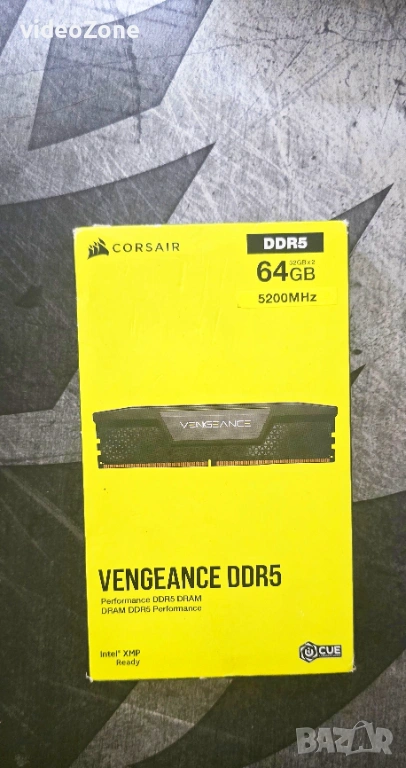 videoZone
CORSAIR
DDR5
64GB 32GB x 2
5200MHz
VENGEANCE
VENGEANCE DDR5
Performance DDR5 DRAM
DRAM DDR5 Performance
Intel® XMP
Ready
iCUE
BAZAR